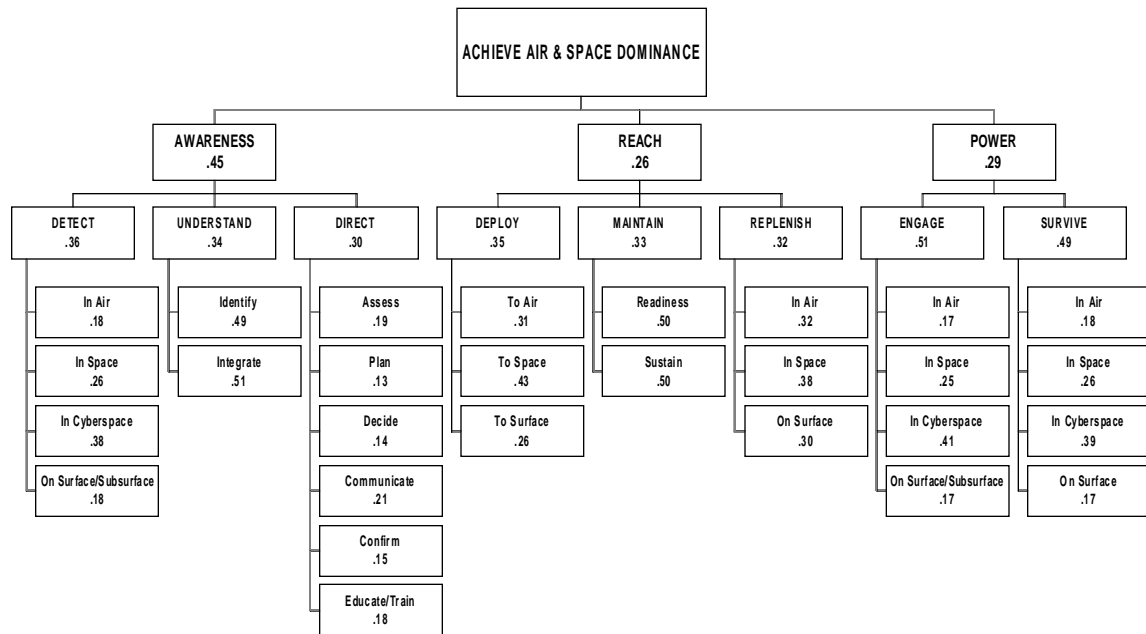 ACHIEVE AIR & SPACE DOMINANCE
AWARENESS
.45
REACH
.26
POWER
.29
DETECT
.36
UNDERSTAND
.34
DIRECT
.30
DEPLOY
.35
MAINTAIN
.33
REPLENISH
.32
ENGAGE
.51
SURVIVE
.49
In Air
.18
In Space
.26
In Cyberspace
.38
On Surface/Subsurface
.18
Identify
.49
Integrate
.51
Assess
.19
Plan
.13
Decide
.14
Communicate
.21
Confirm
.15
Educate/Train
.18
To Air
.31
To Space
.43
To Surface
.26
Readiness
.50
Sustain
.50
In Air
.32
In Space
.38
On Surface
.30
In Air
.17
In Space
.25
In Cyberspace
.41
On Surface/Subsurface
.17
In Air
.18
In Space
.26
In Cyberspace
.39
On Surface
.17